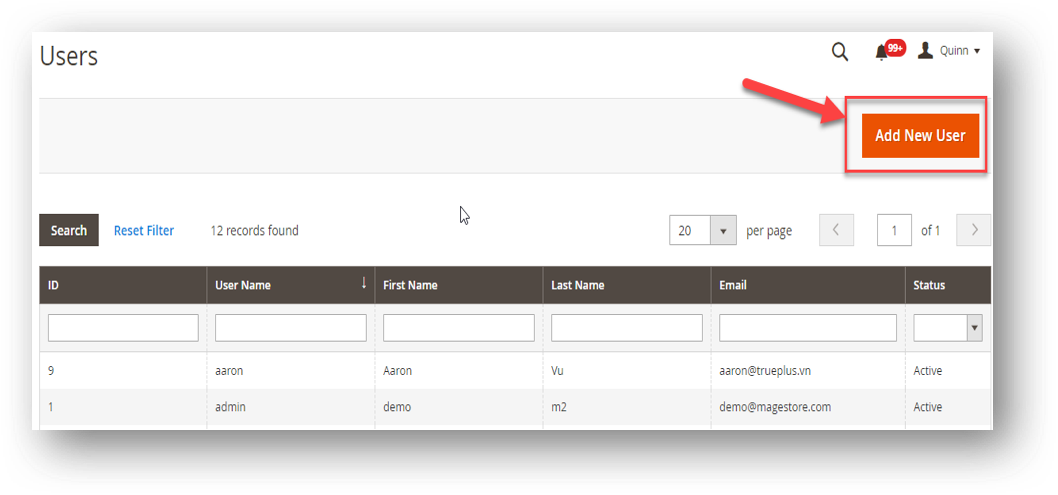 Users
99+ Quinn
Add New User
Search Reset Filter 12 records found 20 per page 1 of 1
ID User Name First Name Last Name Email Status
9 aaron Aaron Vu aaron@trueplus.vn Active
1 admin demo m2 demo@magestore.com Active